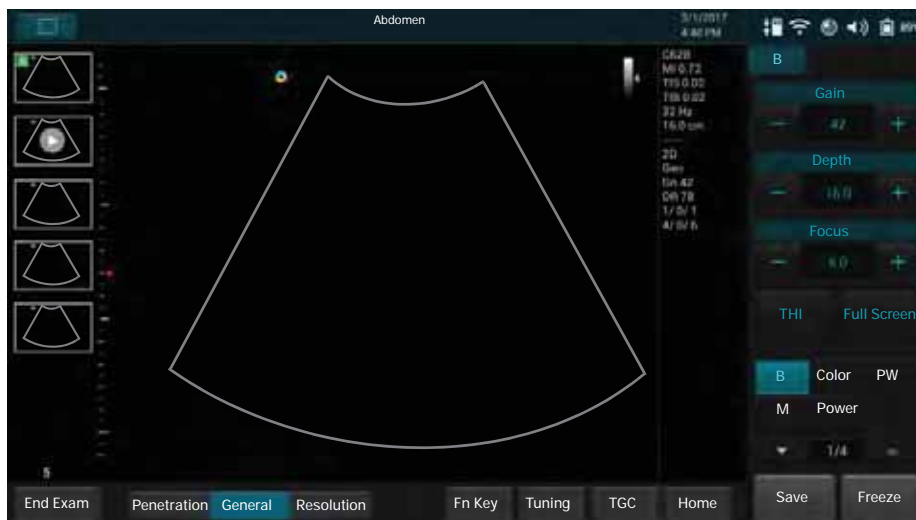 Abdomen
3/1/2017
4:40 PM
MI 0.72
TIS 0.02
TIB 0.02
32 Hz
16.0 cm
2D
Gen
Gn 42
DR 78
1/ 0/ 1
4/ 0/ 6
B
Gain
42
Depth
16.0
Focus
THI Full Screen
B Color PW
M Power
1/4
5
End Exam Penetration General Resolution Fn Key Tuning TGC Home Save Freeze